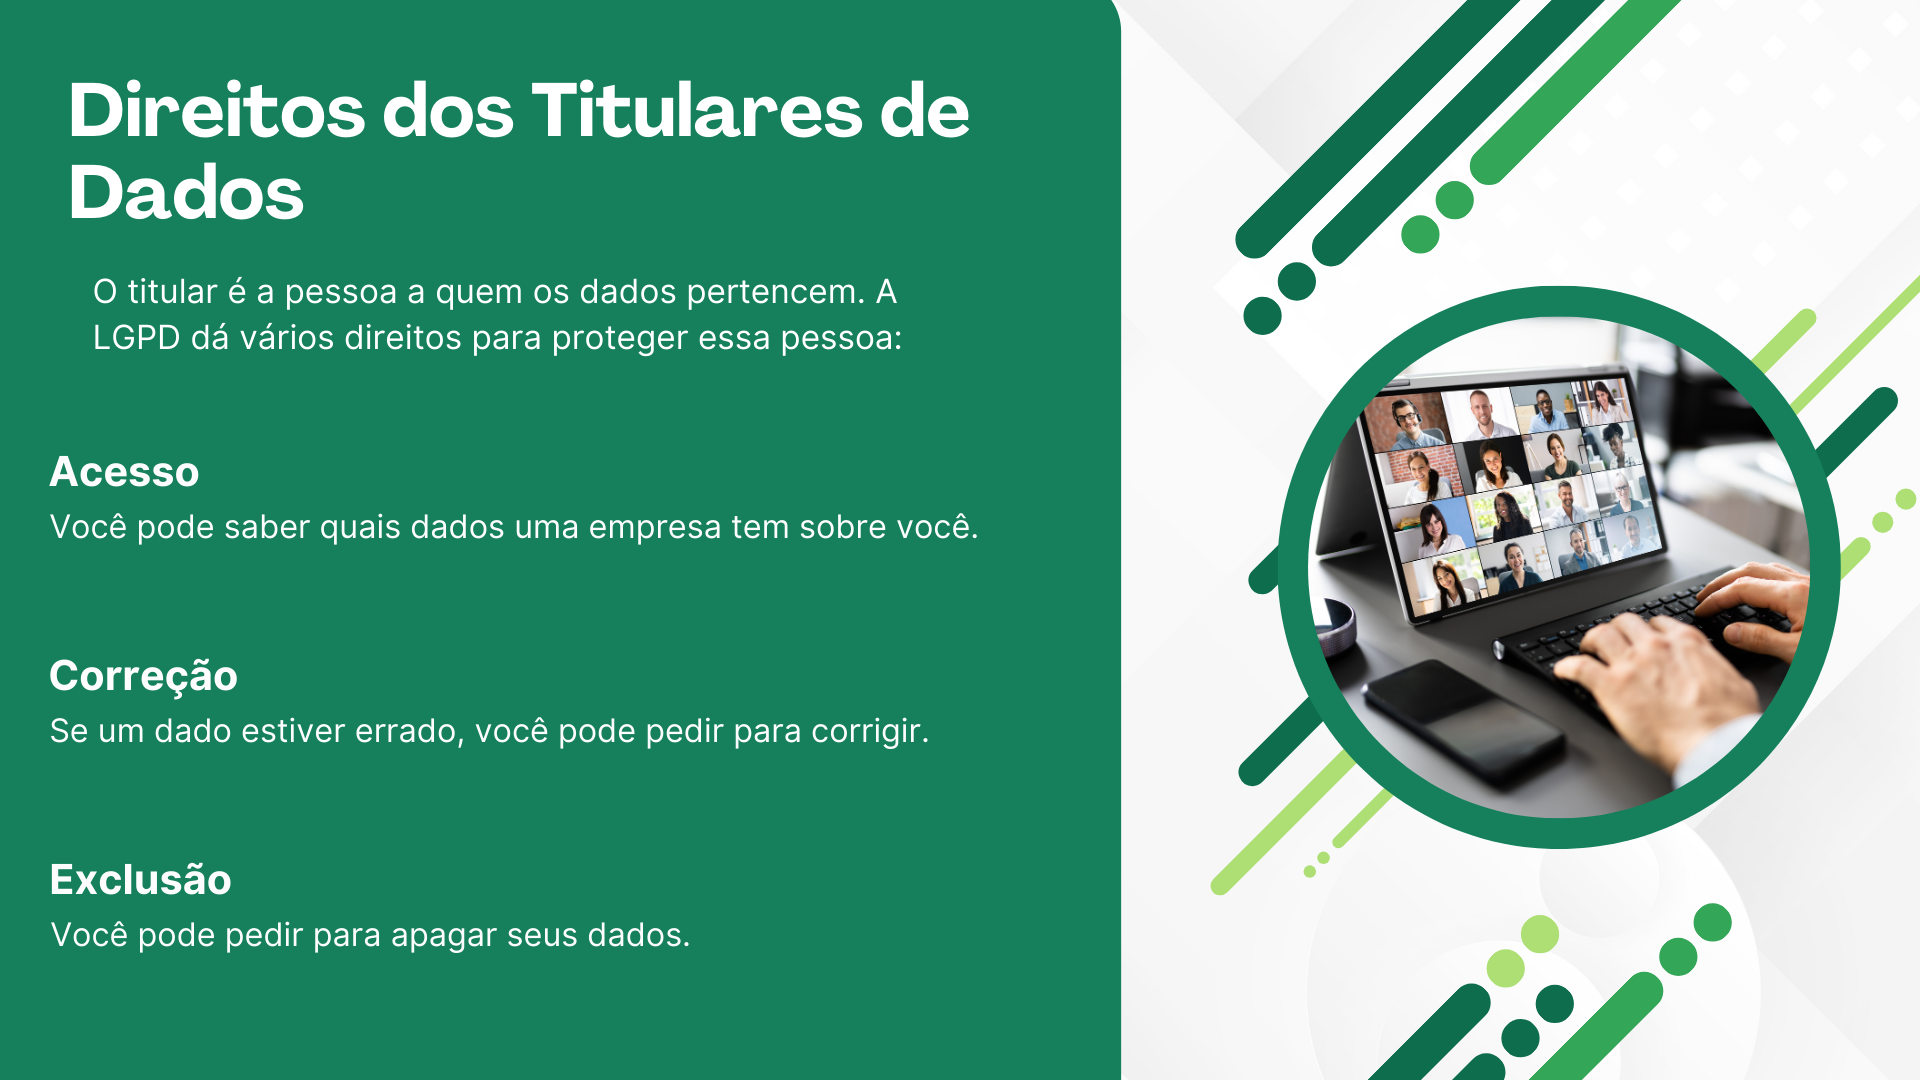 Direitos dos Titulares de
Dados
O titular é a pessoa a quem os dados pertencem. A
LGPD dá vários direitos para proteger essa pessoa:
Acesso
Você pode saber quais dados uma empresa tem sobre você.
Correção
Se um dado estiver errado, você pode pedir para corrigir.
Exclusão
Você pode pedir para apagar seus dados.